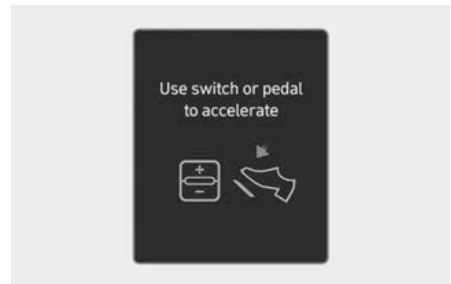 Use switch or pedal
to accelerate
+
−